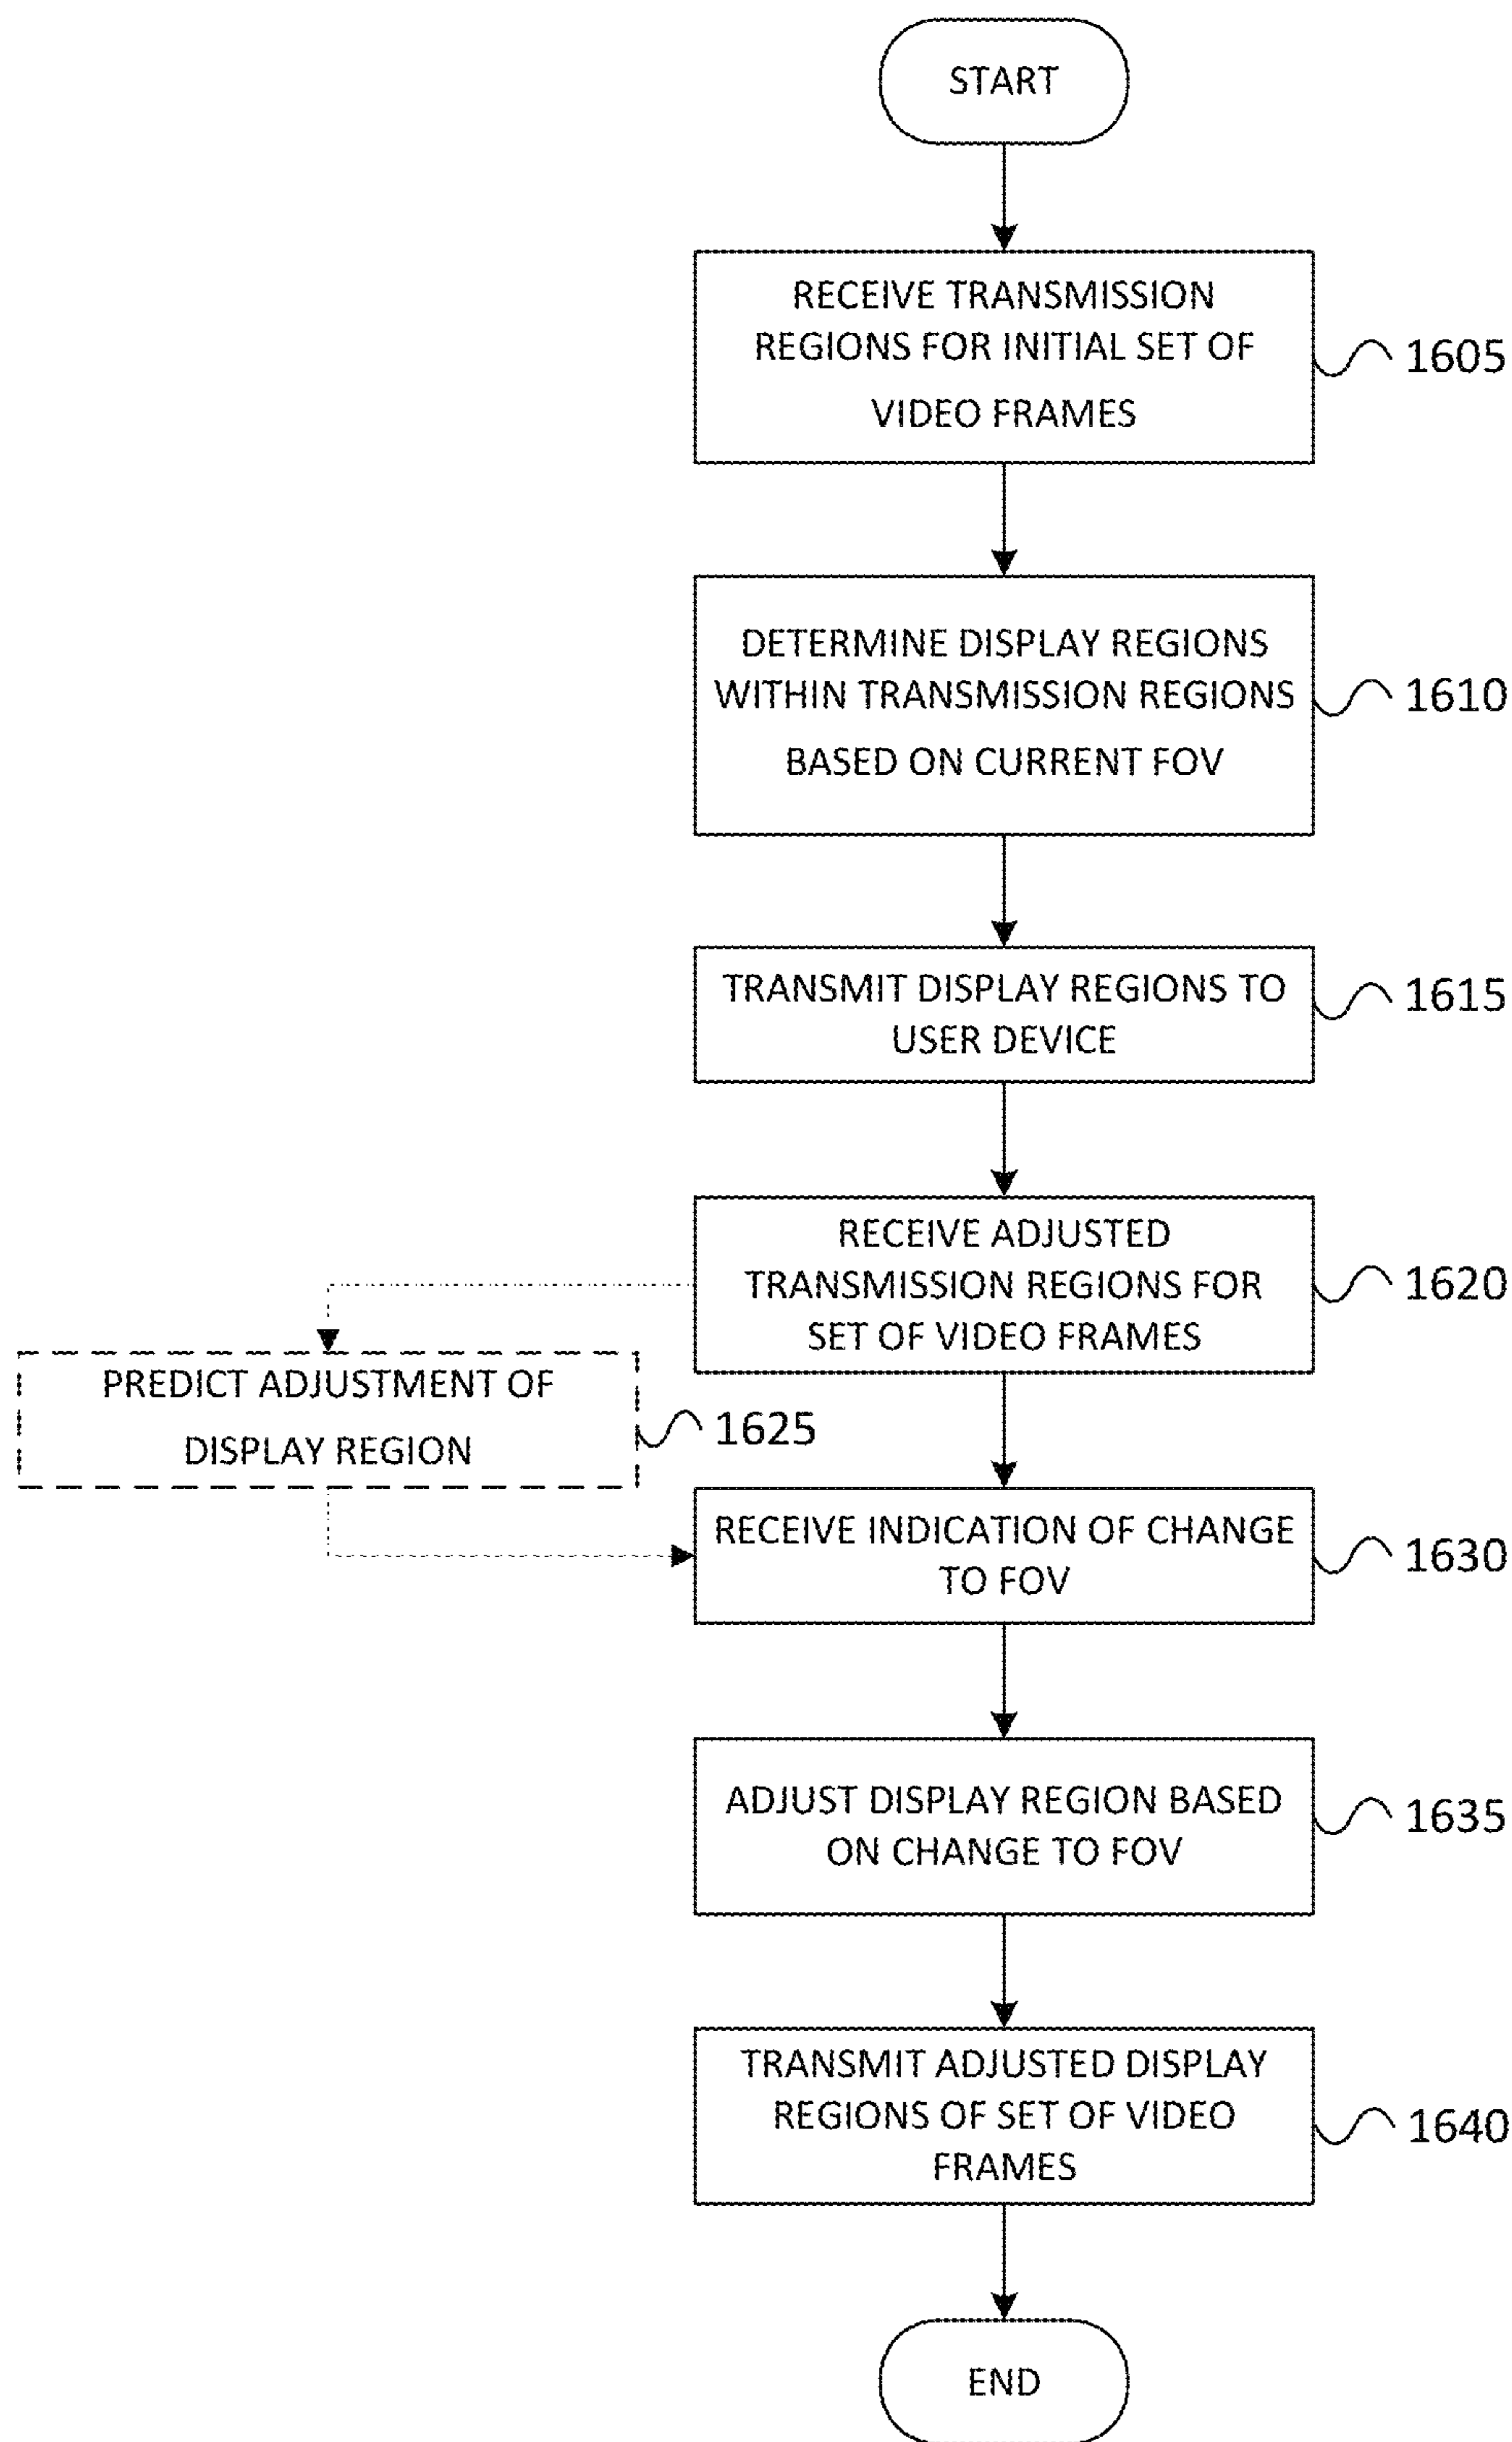 START
RECEIVE TRANSMISSION
REGIONS FOR INITIAL SET OF
VIDEO FRAMES
1605
DETERMINE DISPLAY REGIONS
WITHIN TRANSMISSION REGIONS
BASED ON CURRENT FOV
1610
TRANSMIT DISPLAY REGIONS TO
USER DEVICE
1615
RECEIVE ADJUSTED
TRANSMISSION REGIONS FOR
SET OF VIDEO FRAMES
1620
PREDICT ADJUSTMENT OF
DISPLAY REGION
1625
RECEIVE INDICATION OF CHANGE
TO FOV
1630
ADJUST DISPLAY REGION BASED
ON CHANGE TO FOV
1635
TRANSMIT ADJUSTED DISPLAY
REGIONS OF SET OF VIDEO
FRAMES
1640
END